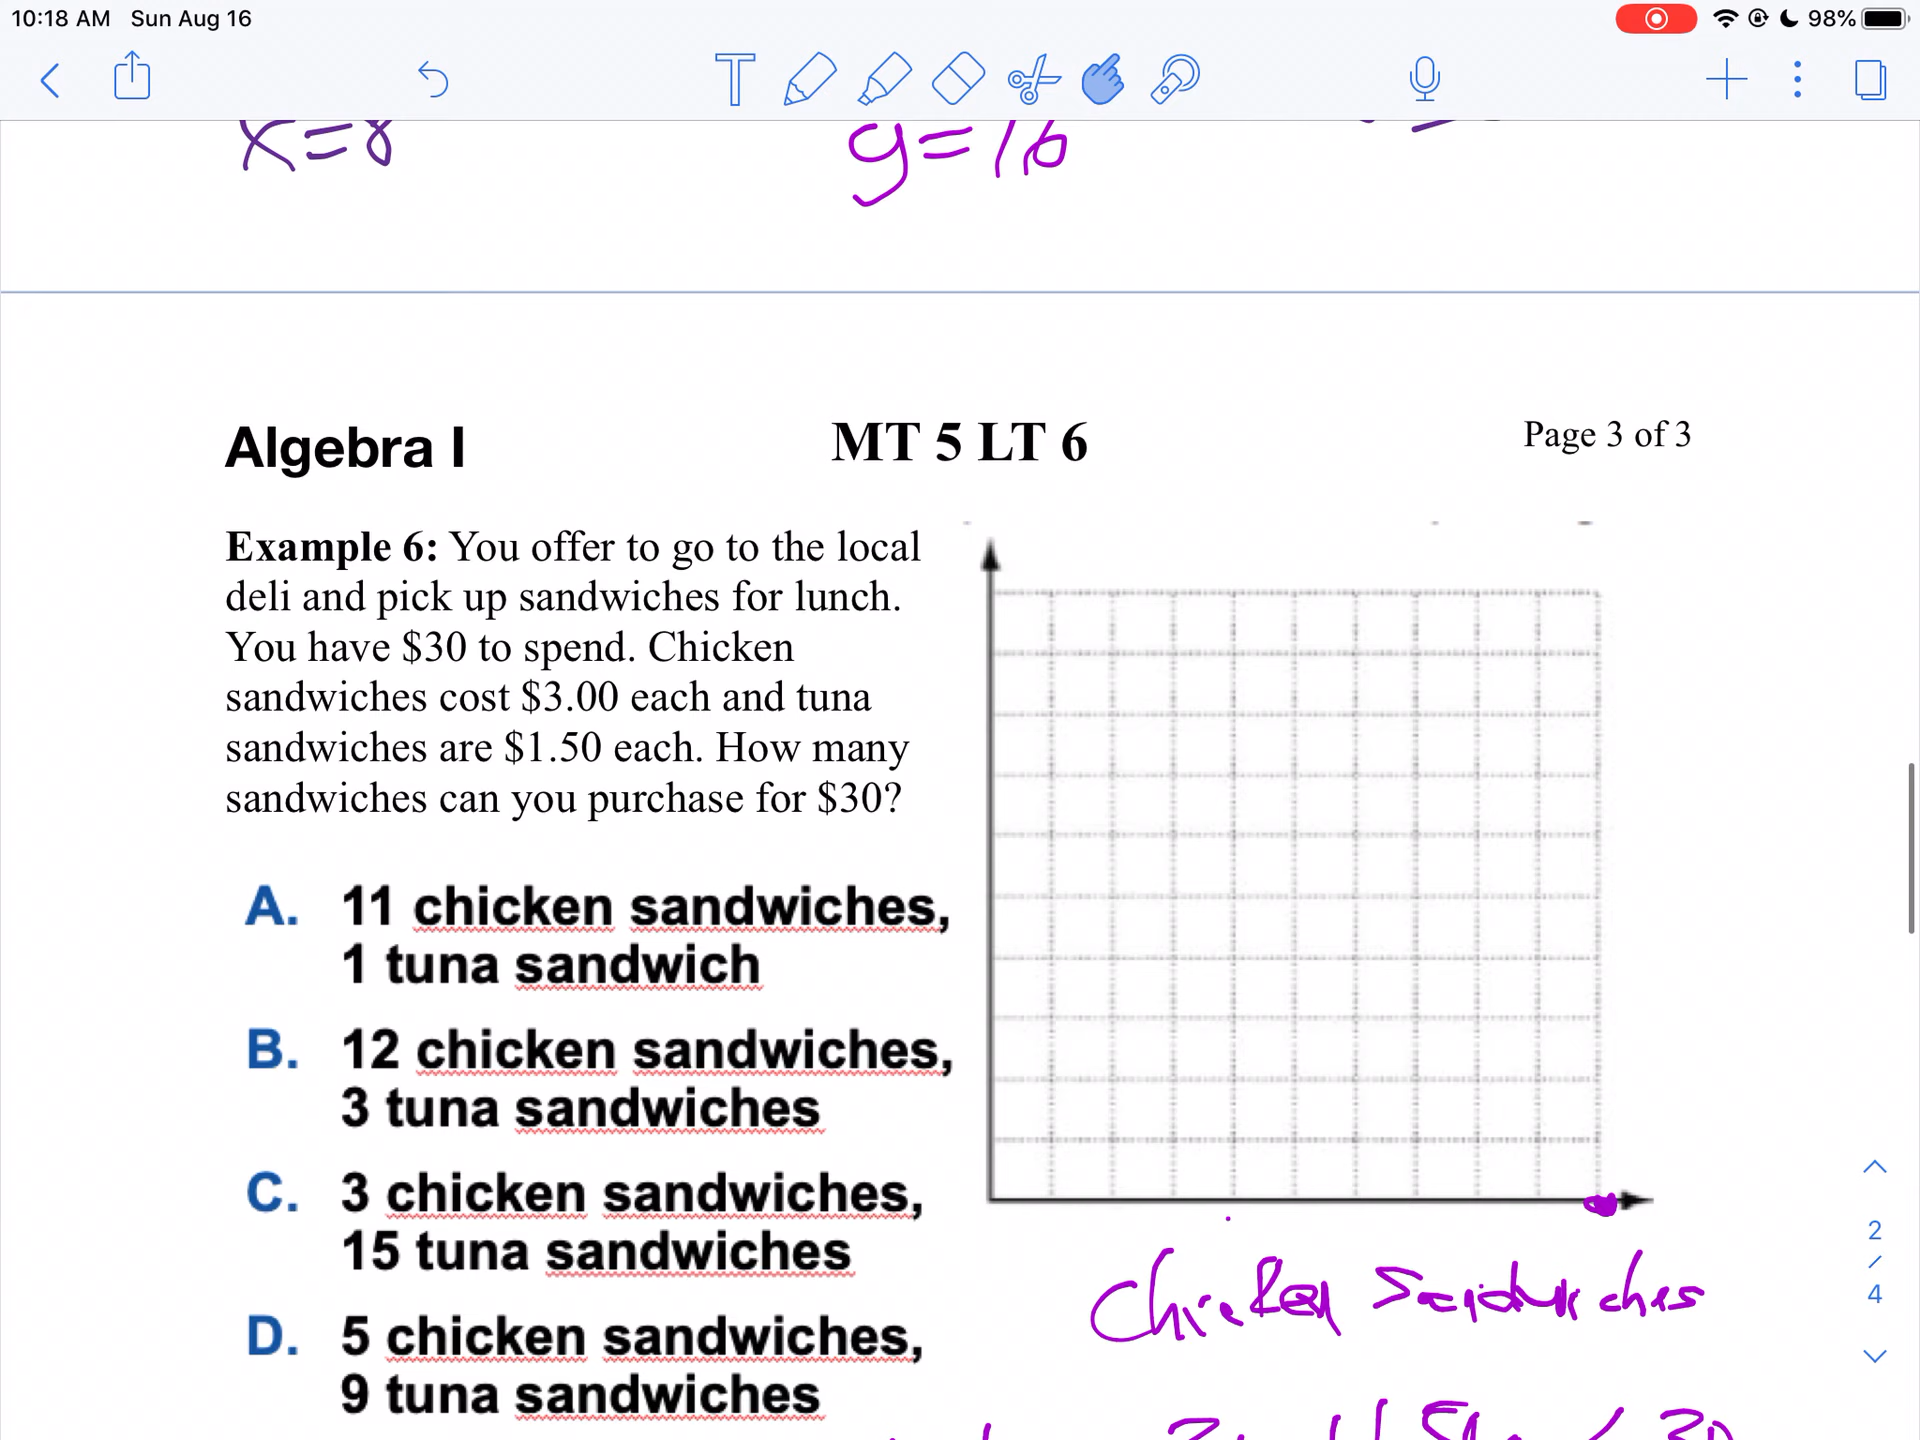 10:18 AM Sun Aug 16 98%
x=8 y=16
Algebra I MT 5 LT 6 Page 3 of 3
Example 6: You offer to go to the local
deli and pick up sandwiches for lunch.
You have $30 to spend. Chicken
sandwiches cost $3.00 each and tuna
sandwiches are $1.50 each. How many
sandwiches can you purchase for $30?
A. 11 chicken sandwiches,
1 tuna sandwich
B. 12 chicken sandwiches,
3 tuna sandwiches
C. 3 chicken sandwiches,
15 tuna sandwiches
D. 5 chicken sandwiches,
9 tuna sandwiches
Chicken Sandwiches
2
/
4